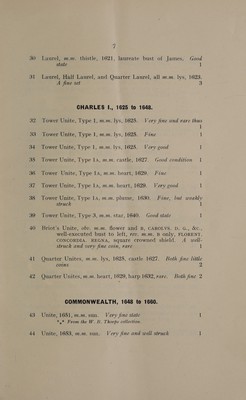 7
30 Laurel, m.m. thistle, 1621, laureate bust of James. Good
state 1
31 Laurel, Half Laurel, and Quarter Laurel, all m.m. lys, 1623.
A fine set 3
CHARLES I., 1625 to 1648.
32 Tower Unite, Type 1, m.m. lys, 1625. Very fine and rare thus
1
33 Tower Unite, Type 1, m.m. lys, 1625. Fine 1
34 Tower Unite, Type 1, m.m. lys, 1625. Very good 1
35 Tower Unite, Type 1A, m.m. castle, 1627. Good condition 1
36 Tower Unite, Type 1A, m.m. heart, 1629. Fine 1
37 Tower Unite, Type 1A, m.m. heart, 1629. Very good 1
38 Tower Unite, Type 1A, m.m. plume, 1630. Fine, but weakly
struck 1
39 Tower Unite, Type 3, m.m. star, 1640. Good state 1
40 Briot's Unite, obv. m.m. flower and B, CAROLVS. D. G., &c.,
well-executed bust to left, rev. m.m. B only, FLORENT.
CONCORDIA. REGNA, square crowned shield. A well-
struck and very fine coin, rare 1
41 Quarter Unites, m.m. lys, 1625, castle 1627. Both fine little
coins 2
42 Quarter Unites, m.m. heart, 1629, harp 1632, rare. Both fine 2
COMMONWEALTH, 1648 to 1660.
43 Unite, 1651, m.m. sun. Very fine state 1
*** From the W. B. Thorpe collection.
44 Unite, 1653, m.m. sun. Very fine and well struck 1